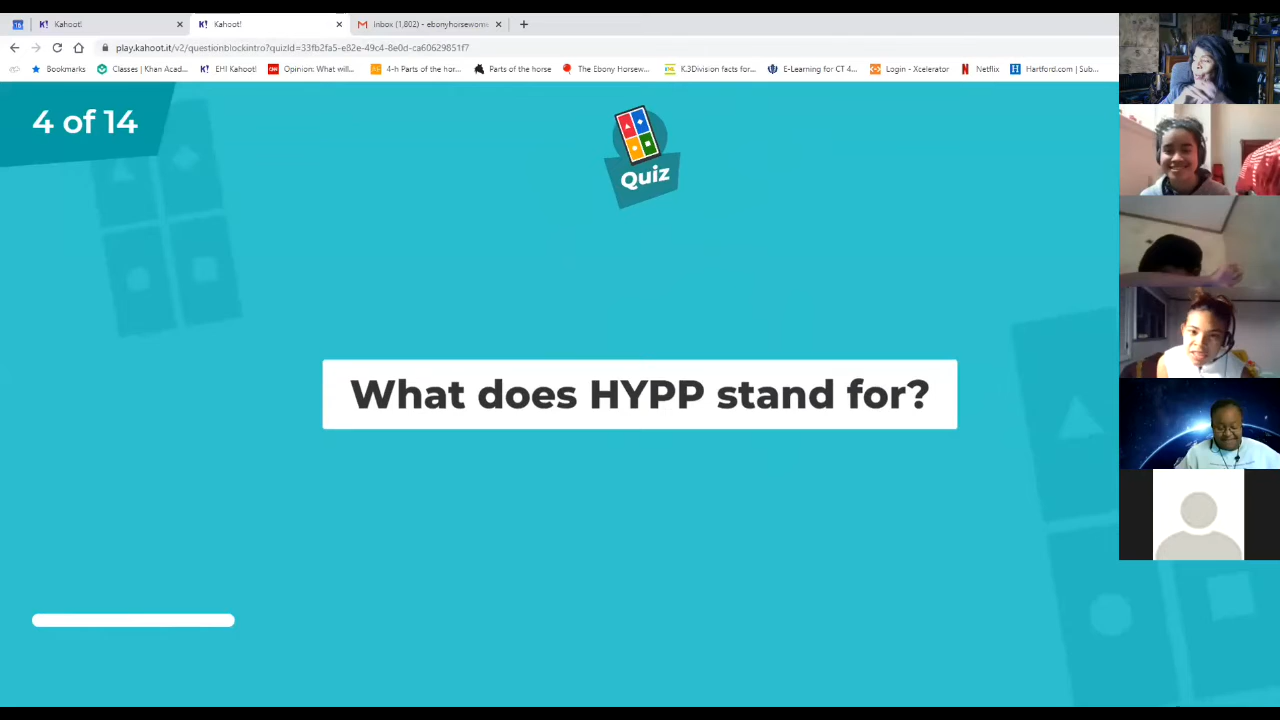 Kahoot!
Kahoot!
Inbox (1,802) - ebonyhorsewome
play.kahoot.it/v2/questionblockintro?quizId=33fb2fa5-e82e-49c4-8e0d-ca60629851f7
Bookmarks
Classes | Khan Acad...
K! EHI Kahoot!
Opinion: What will...
4-h Parts of the hor...
Parts of the horse
The Ebony Horsew...
K.3Division facts for...
E-Learning for CT 4...
Login - Xcelerator
N Netflix
H Hartford.com | Sub...
4 of 14
Quiz
What does HYPP stand for?